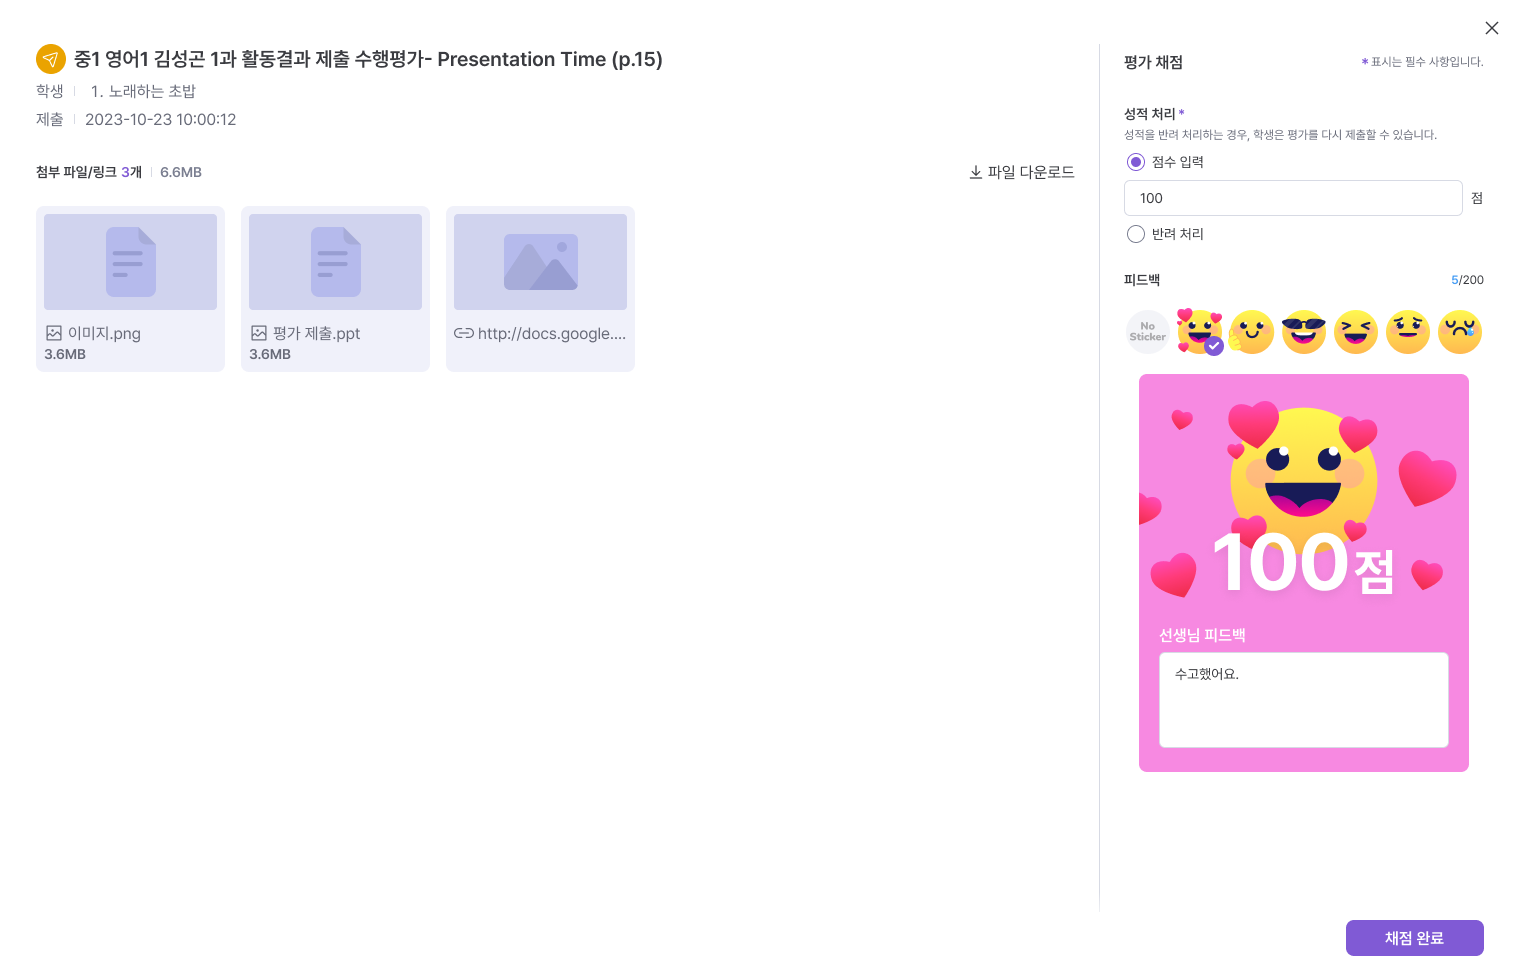 중1 영어1 김성곤 1과 활동결과 제출 수행평가- Presentation Time (p.15)
학생 1. 노래하는 초밥
제출 2023-10-23 10:00:12
첨부 파일/링크 3개 6.6MB
파일 다운로드
이미지.png
3.6MB
평가 제출.ppt
3.6MB
http://docs.google....
평가 채점
* 표시는 필수 사항입니다.
성적 처리 *
성적을 반려 처리하는 경우, 학생은 평가를 다시 제출할 수 있습니다.
점수 입력
100 점
반려 처리
피드백
5/200
No
Sticker
100점
선생님 피드백
수고했어요.
채점 완료